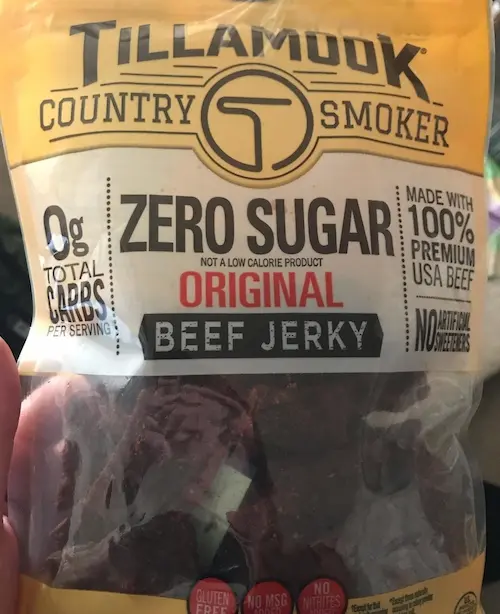 TILLAMOOK
COUNTRY SMOKER
0g
TOTAL
CARBS
PER SERVING
ZERO SUGAR
NOT A LOW CALORIE PRODUCT
ORIGINAL
BEEF JERKY
MADE WITH
100%
PREMIUM
USA BEEF
NO ARTIFICIAL
SWEETENERS
GLUTEN
FREE
NO MSG
NO
NITRITES